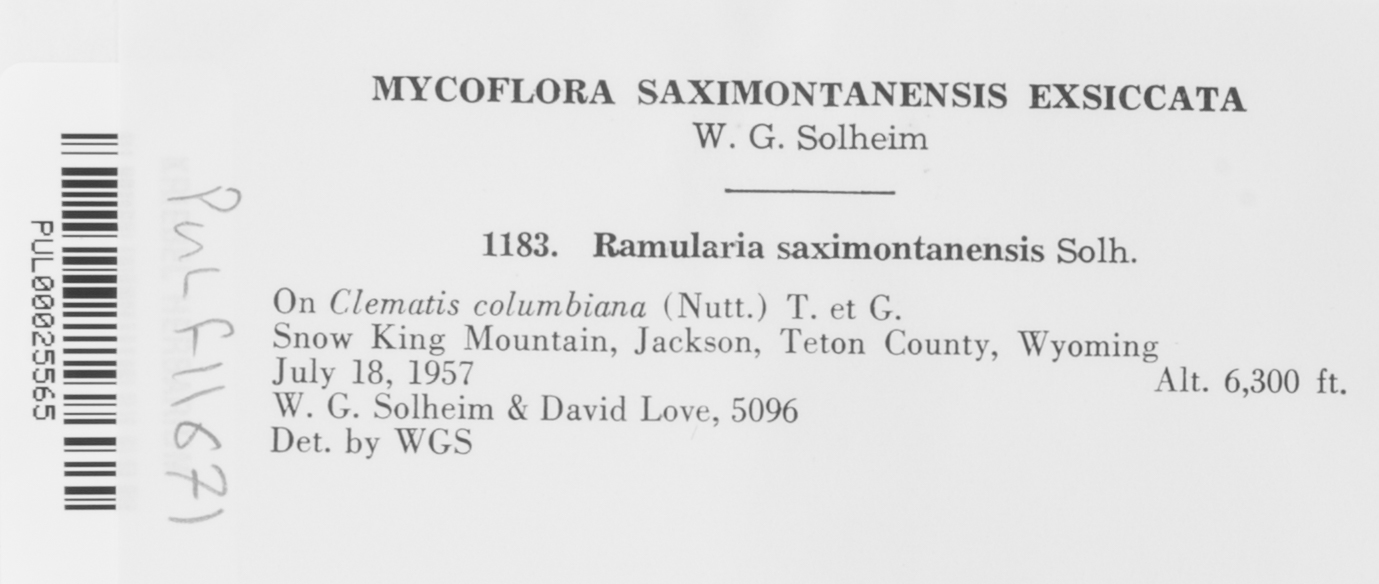 MYCOFLORA SAXIMONTANENSIS EXSICCATA
W. G. Solheim
1183. Ramularia saximontanensis Solh.
On Clematis columbiana (Nutt.) T. et G.
Snow King Mountain, Jackson, Teton County, Wyoming
July 18, 1957 Alt. 6,300 ft.
W. G. Solheim & David Love, 5096
Det. by WGS
PUL00025565
PUL F11671